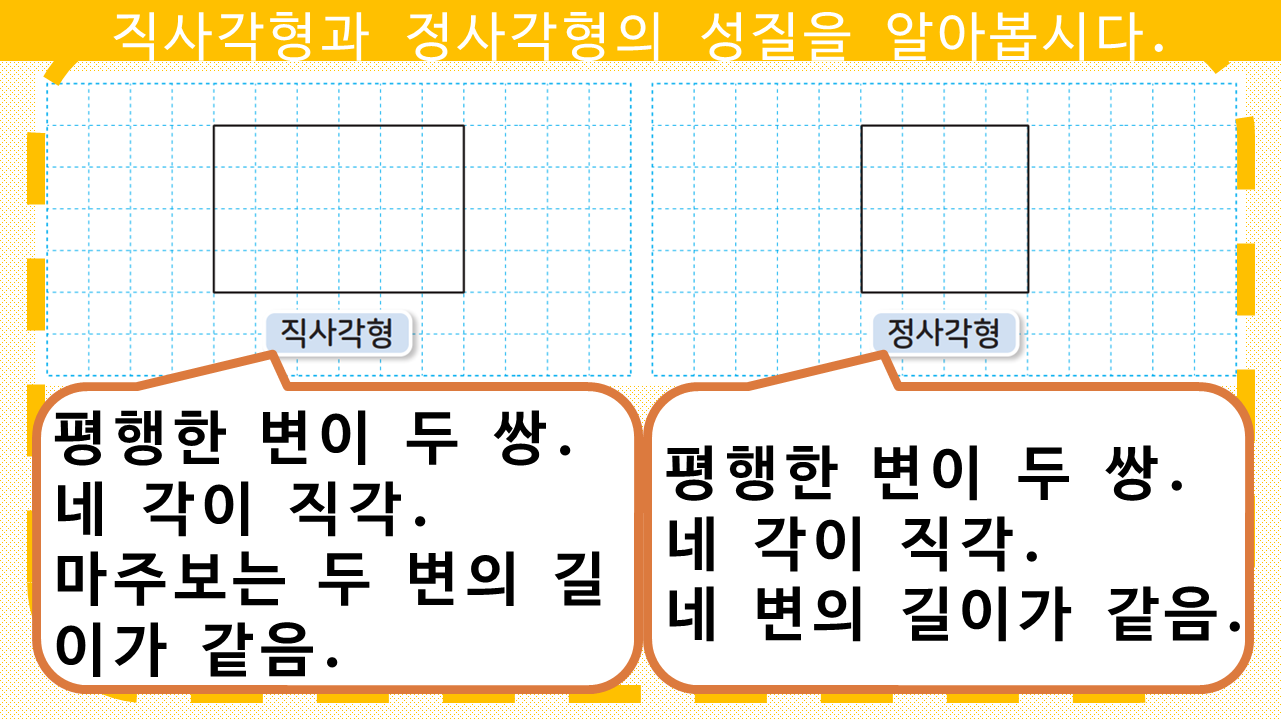 직사각형과 정사각형의 성질을 알아봅시다.
직사각형
정사각형
평행한 변이 두 쌍.
네 각이 직각.
마주보는 두 변의 길
이가 같음.
평행한 변이 두 쌍.
네 각이 직각.
네 변의 길이가 같음.